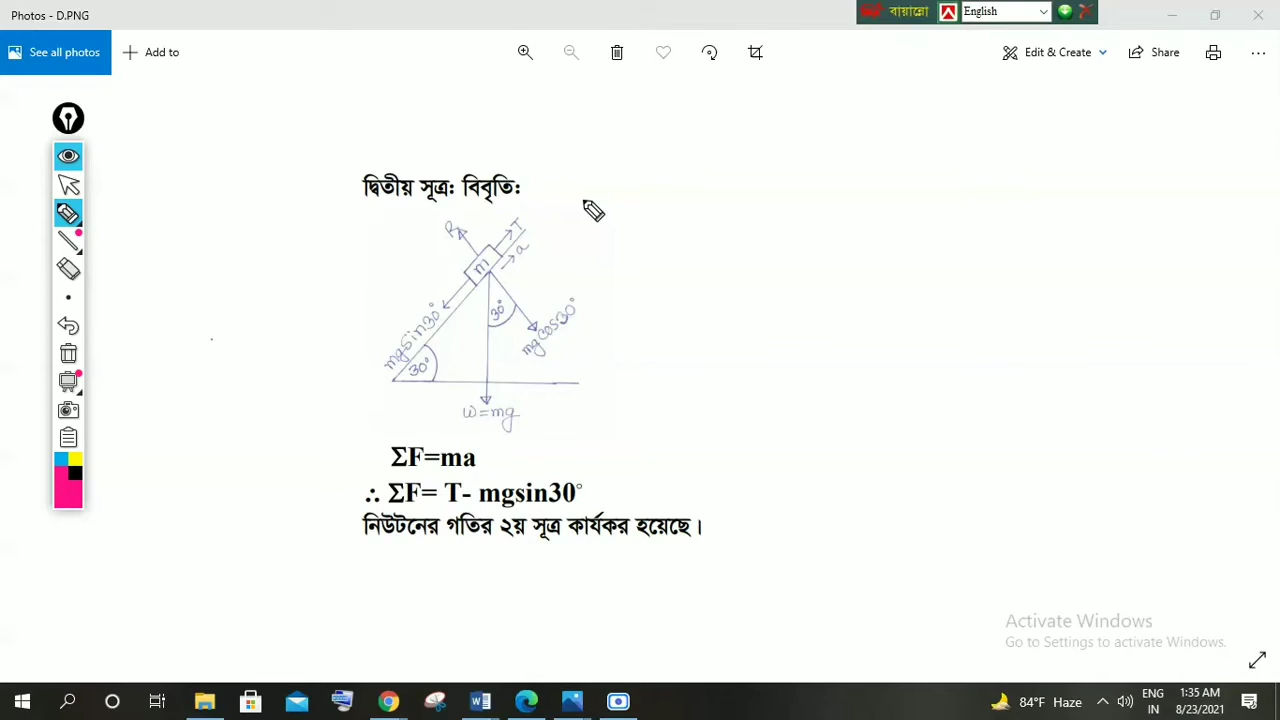 Photos - D.PNG
বায়ান্নো
English
See all photos
Add to
Edit & Create
Share
দ্বিতীয় সূত্রঃ বিবৃতিঃ
R
T
a
m
mgsin30°
30°
mgcos30°
30°
W=mg
ΣF=ma
∴ ΣF= T- mgsin30°
নিউটনের গতির ২য় সূত্র কার্যকর হয়েছে।
Activate Windows
Go to Settings to activate Windows.
84°F Haze
ENG
IN
1:35 AM
8/23/2021